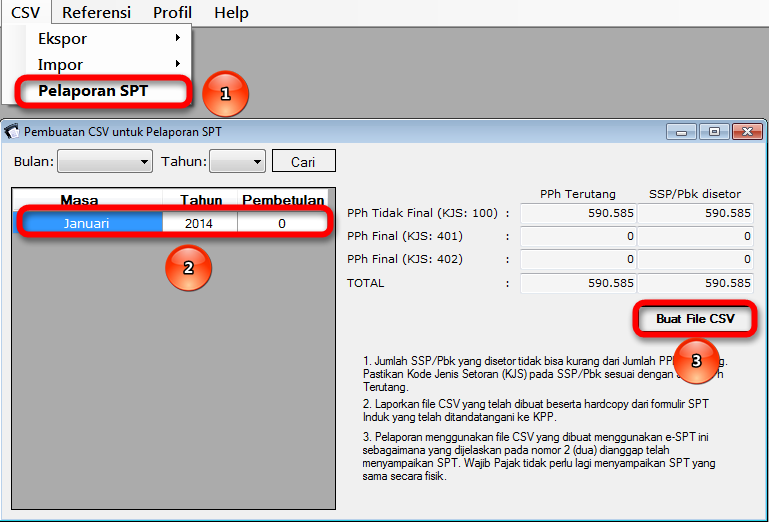 CSV Referensi Profil Help
Ekspor
Impor
Pelaporan SPT
1
Pembuatan CSV untuk Pelaporan SPT
Bulan: Tahun: Cari
Masa Tahun Pembetulan
Januari 2014 0
2
PPh Terutang SSP/Pbk disetor
PPh Tidak Final (KJS: 100) : 590.585 590.585
PPh Final (KJS: 401) : 0 0
PPh Final (KJS: 402) : 0 0
TOTAL : 590.585 590.585
Buat File CSV
3
1. Jumlah SSP/Pbk yang disetor tidak bisa kurang dari Jumlah
Pastikan Kode Jenis Setoran (KJS) pada SSP/Pbk sesuai dengan
Terutang.
2. Laporkan file CSV yang telah dibuat beserta hardcopy dari formulir SPT
Induk yang telah ditandatangani ke KPP.
3. Pelaporan menggunakan file CSV yang dibuat menggunakan e-SPT ini
sebagaimana yang dijelaskan pada nomor 2 (dua) dianggap telah
menyampaikan SPT. Wajib Pajak tidak perlu lagi menyampaikan SPT yang
sama secara fisik.